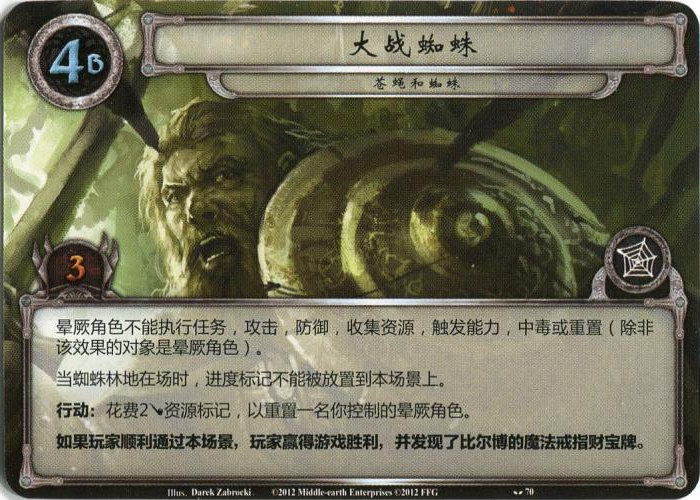 4B
大战蜘蛛
苍蝇和蜘蛛
3
晕厥角色不能执行任务，攻击，防御，收集资源，触发能力，中毒或重置（除非
该效果的对象是晕厥角色）。
当蜘蛛林地在场时，进度标记不能被放置到本场景上。
行动：花费2资源标记，以重置一名你控制的晕厥角色。
如果玩家顺利通过本场景，玩家赢得游戏胜利，并发现了比尔博的魔法戒指财宝牌。
Illus. Darek Zabrocki ©2012 Middle-earth Enterprises ©2012 FFG 70